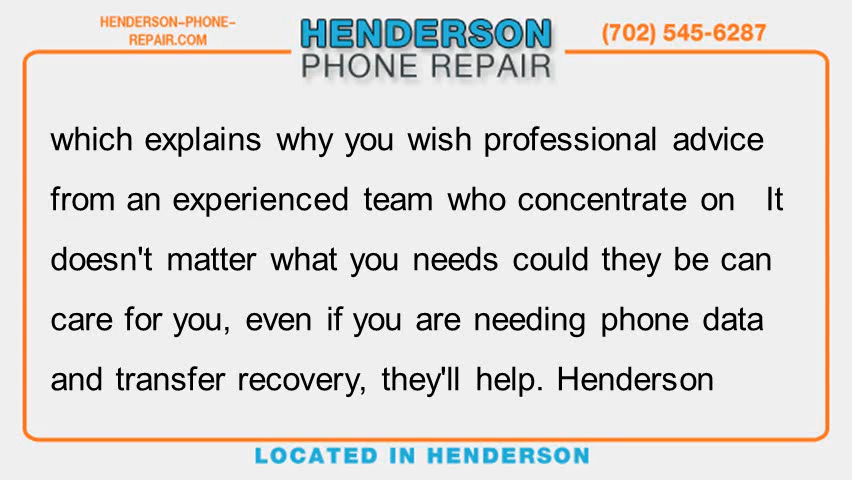 HENDERSON-PHONE-
REPAIR.COM
HENDERSON
PHONE REPAIR
(702) 545-6287
which explains why you wish professional advice
from an experienced team who concentrate on It
doesn't matter what you needs could they be can
care for you, even if you are needing phone data
and transfer recovery, they'll help. Henderson
LOCATED IN HENDERSON